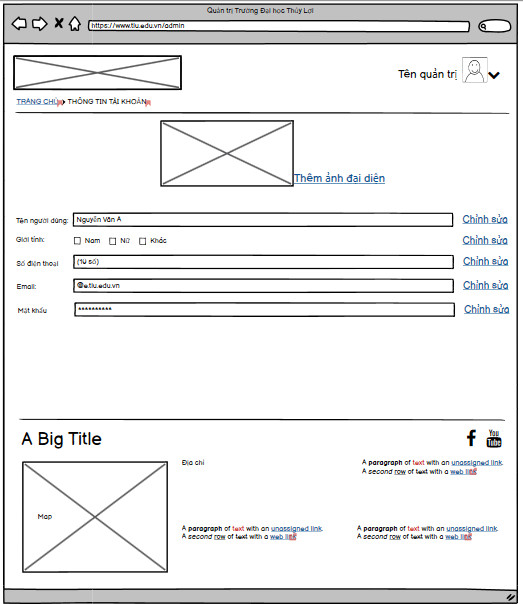 Quản trị Trường Đại học Thủy Lợi
https://www.tlu.edu.vn/admin
Tên quản trị
TRANG CHỦ THÔNG TIN TÀI KHOẢN
Thêm ảnh đại diện
Tên người dùng: Nguyễn Văn A Chỉnh sửa
Giới tính: Nam Nữ Khác Chỉnh sửa
Số điện thoại (10 số) Chỉnh sửa
Email: @e.tlu.edu.vn Chỉnh sửa
Mật khẩu ********** Chỉnh sửa
A Big Title
f You Tube
Địa chỉ
A paragraph of text with an unassigned link.
A second row of text with a web link
Map
A paragraph of text with an unassigned link.
A second row of text with a web link
A paragraph of text with an unassigned link.
A second row of text with a web link